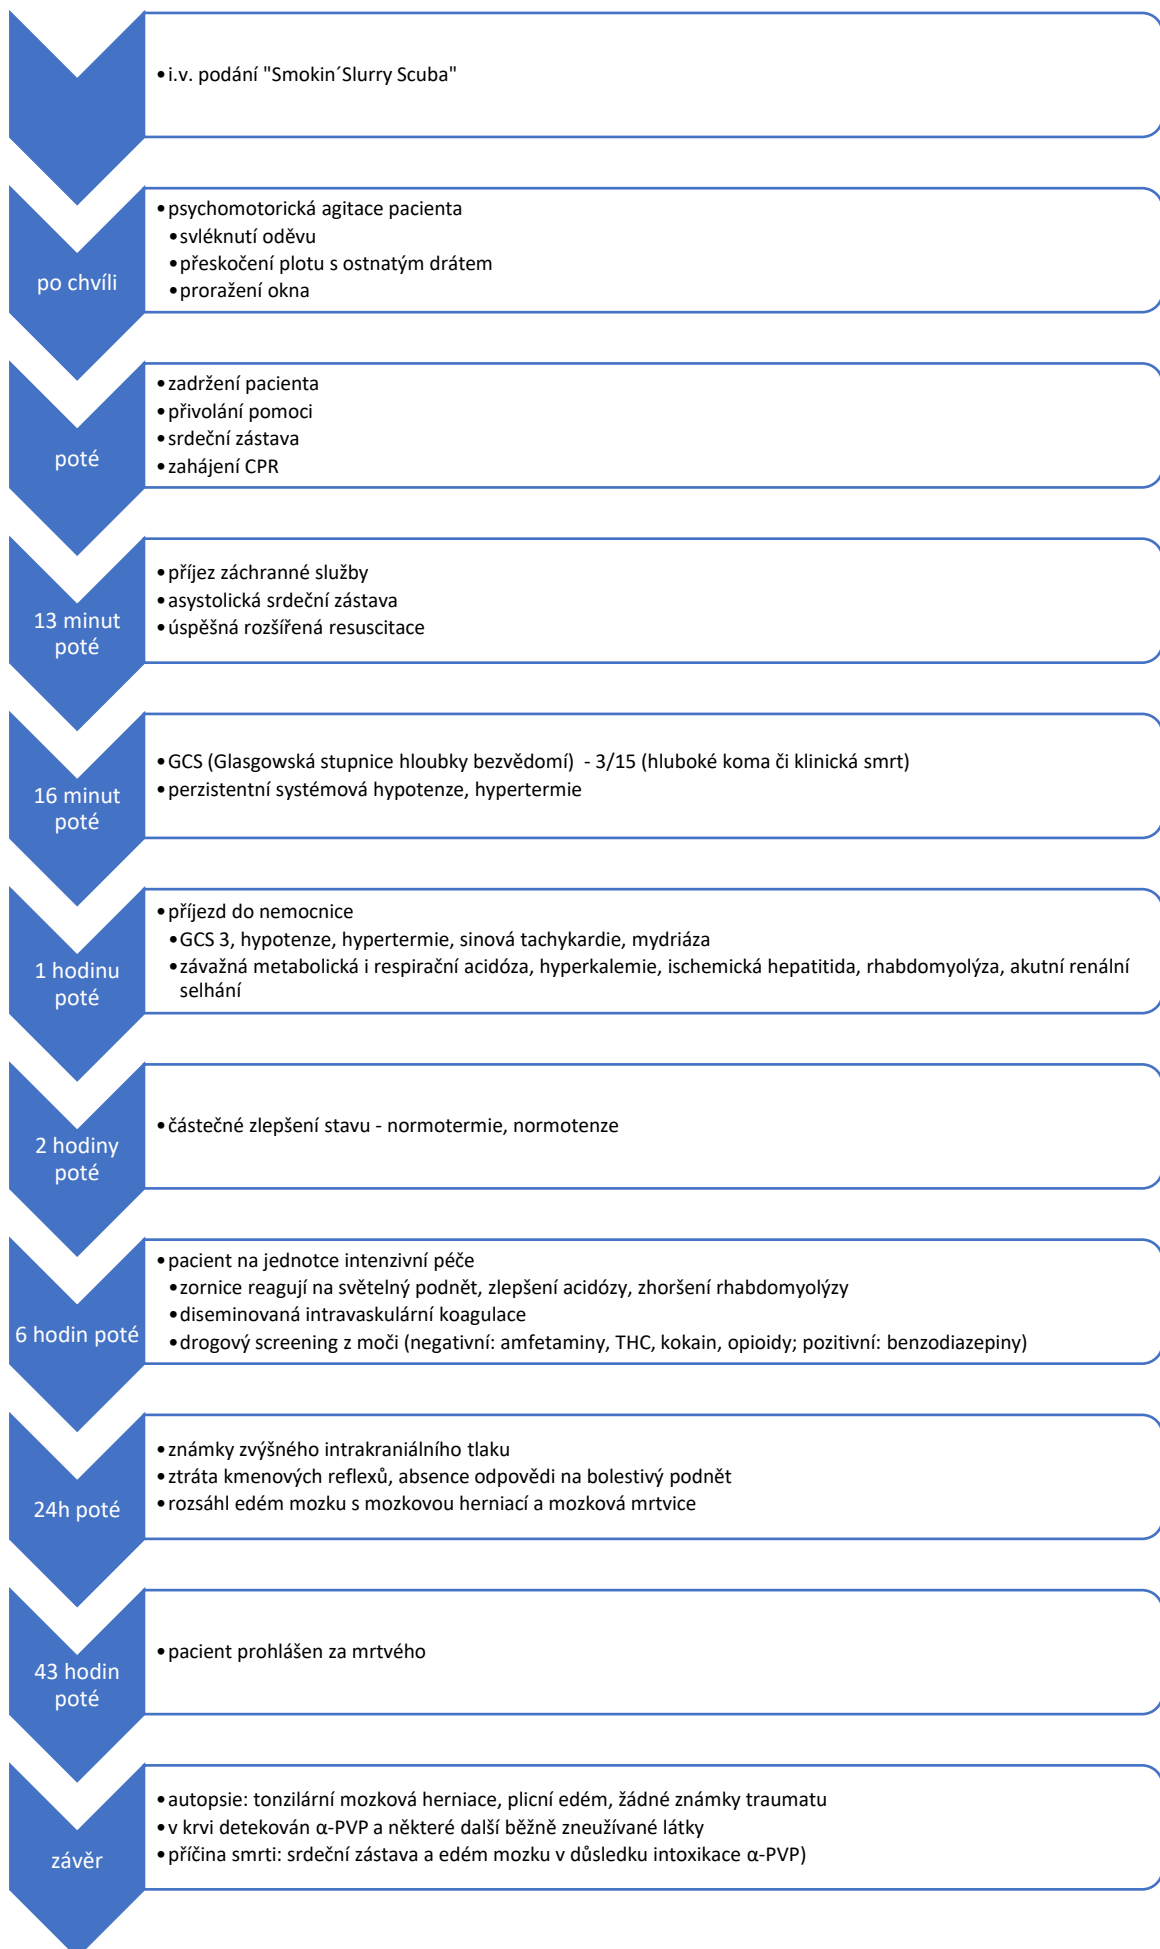 • i.v. podání "Smokin´Slurry Scuba"
po chvíli
• psychomotorická agitace pacienta
• svléknutí oděvu
• přeskočení plotu s ostnatým drátem
• proražení okna
poté
• zadržení pacienta
• přivolání pomoci
• srdeční zástava
• zahájení CPR
13 minut
poté
• příjez záchranné služby
• asystolická srdeční zástava
• úspěšná rozšířená resuscitace
16 minut
poté
• GCS (Glasgowská stupnice hloubky bezvědomí) - 3/15 (hluboké koma či klinická smrt)
• perzistentní systémová hypotenze, hypertermie
1 hodinu
poté
• příjezd do nemocnice
• GCS 3, hypotenze, hypertermie, sinová tachykardie, mydriáza
• závažná metabolická i respirační acidóza, hyperkalemie, ischemická hepatitida, rhabdomyolýza, akutní renální
selhání
2 hodiny
poté
• částečné zlepšení stavu - normotermie, normotenze
6 hodin poté
• pacient na jednotce intenzivní péče
• zornice reagují na světelný podnět, zlepšení acidózy, zhoršení rhabdomyolýzy
• diseminovaná intravaskulární koagulace
• drogový screening z moči (negativní: amfetaminy, THC, kokain, opioidy; pozitivní: benzodiazepiny)
24h poté
• známky zvýšného intrakraniálního tlaku
• ztráta kmenových reflexů, absence odpovědi na bolestivý podnět
• rozsáhl edém mozku s mozkovou herniací a mozková mrtvice
43 hodin
poté
• pacient prohlášen za mrtvého
závěr
• autopsie: tonzilární mozková herniace, plicní edém, žádné známky traumatu
• v krvi detekován α-PVP a některé další běžně zneužívané látky
• příčina smrti: srdeční zástava a edém mozku v důsledku intoxikace α-PVP)